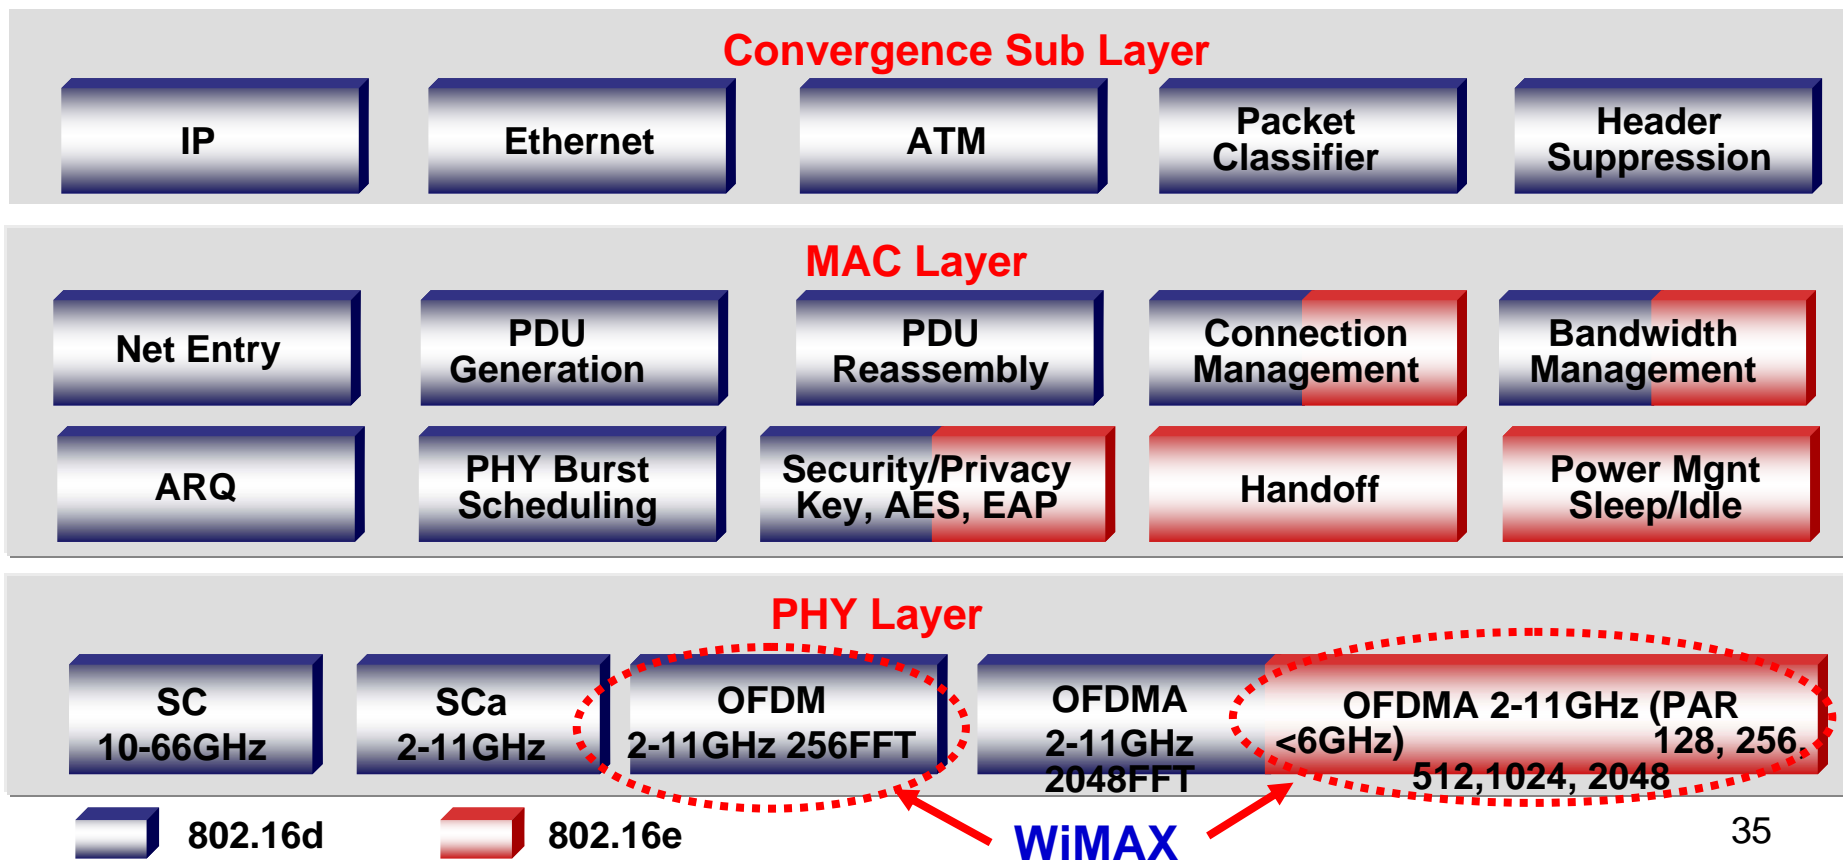 Convergence Sub Layer
IP
Ethernet
ATM
Packet
Classifier
Header
Suppression
MAC Layer
Net Entry
PDU
Generation
PDU
Reassembly
Connection
Management
Bandwidth
Management
ARQ
PHY Burst
Scheduling
Security/Privacy
Key, AES, EAP
Handoff
Power Mgnt
Sleep/Idle
PHY Layer
SC
10-66GHz
SCa
2-11GHz
OFDM
2-11GHz 256FFT
OFDMA
2-11GHz
2048FFT
OFDMA 2-11GHz (PAR
<6GHz) 128, 256,
512,1024, 2048
802.16d
802.16e
WiMAX
35